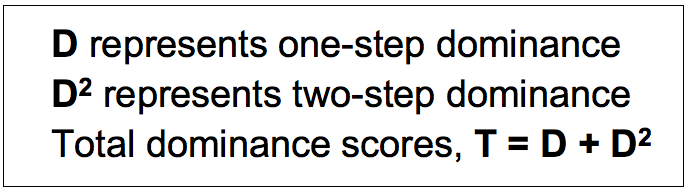 D represents one-step dominance
D² represents two-step dominance
Total dominance scores, T = D + D²